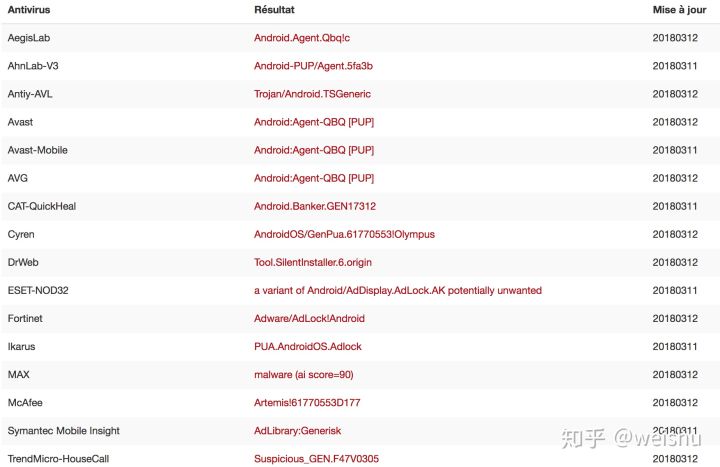 Antivirus Résultat Mise à jour
AegisLab Android.Agent.Qbq!c 20180312
AhnLab-V3 Android-PUP/Agent.5fa3b 20180311
Antiy-AVL Trojan/Android.TSGeneric 20180312
Avast Android:Agent-QBQ [PUP] 20180312
Avast-Mobile Android:Agent-QBQ [PUP] 20180311
AVG Android:Agent-QBQ [PUP] 20180312
CAT-QuickHeal Android.Banker.GEN17312 20180311
Cyren AndroidOS/GenPua.61770553!Olympus 20180312
DrWeb Tool.SilentInstaller.6.origin 20180312
ESET-NOD32 a variant of Android/AdDisplay.AdLock.AK potentially unwanted 20180311
Fortinet Adware/AdLock!Android 20180312
Ikarus PUA.AndroidOS.Adlock 20180311
MAX malware (ai score=90) 20180312
McAfee Artemis!61770553D177 20180312
Symantec Mobile Insight AdLibrary:Generisk 20180311
TrendMicro-HouseCall Suspicious_GEN.F47V0305 20180312
知乎 @weishu